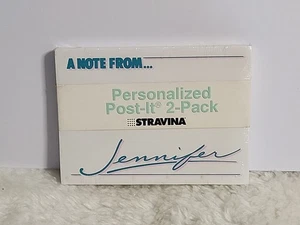 A NOTE FROM...
Personalized
Post-It® 2-Pack
STRAVINA
Jennifer